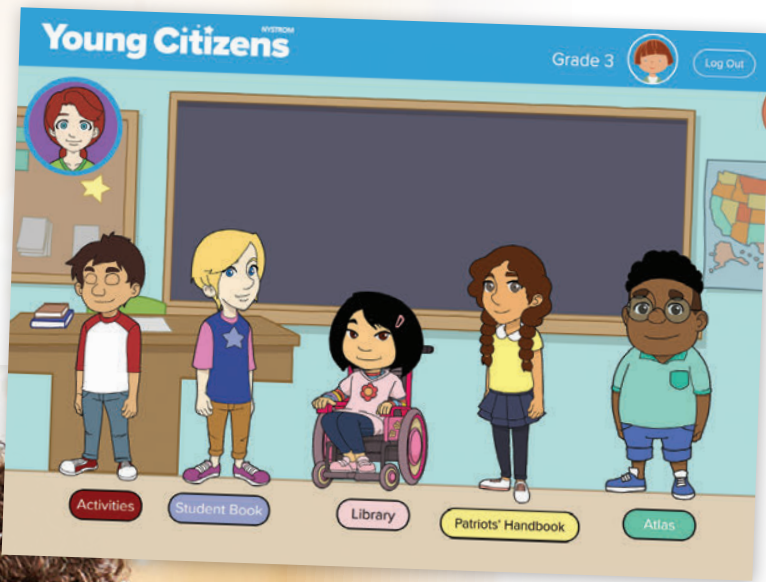 NYSTROM
Young Citizens
Grade 3
Log Out
Activities
Student Book
Library
Patriots' Handbook
Atlas